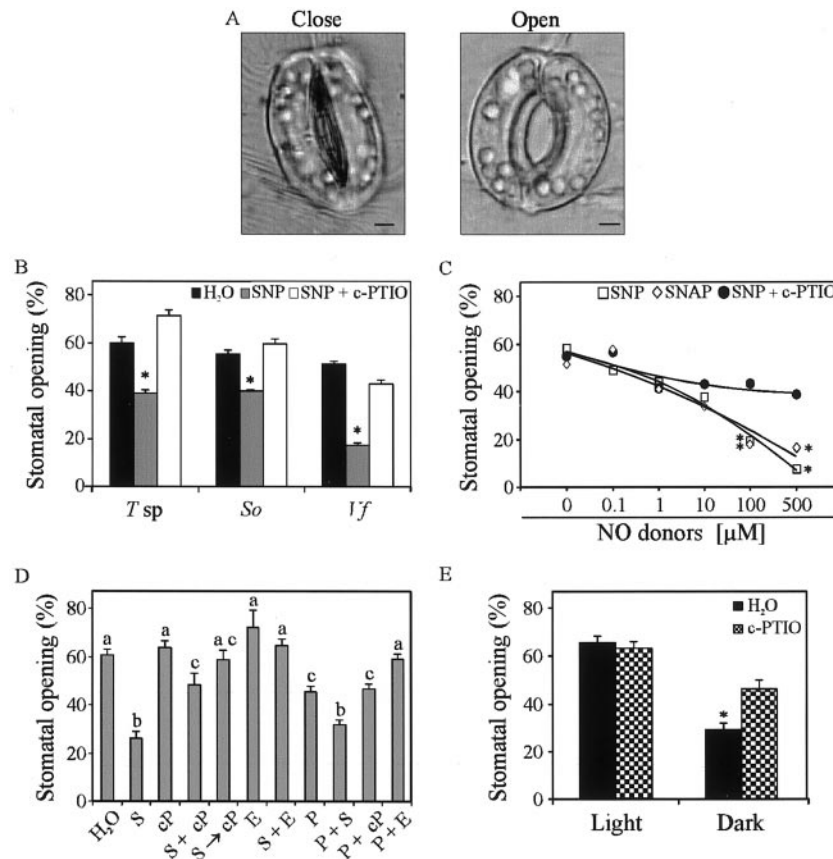 A
Close
Open
B
H₂O SNP SNP + c-PTIO
Stomatal opening (%)
80
60
40
20
0
* * *
T sp So Vf
C
SNP SNAP SNP + c-PTIO
Stomatal opening (%)
80
60
40
20
0
* * * *
0 0.1 1 10 100 500
NO donors [µM]
D
Stomatal opening (%)
80
60
40
20
0
a b a c a c a a c b c a
H₂O S cP S + cP S → cP E S + E P P + S P + cP P + E
E
H₂O
c-PTIO
Stomatal opening (%)
80
60
40
20
0
*
Light Dark